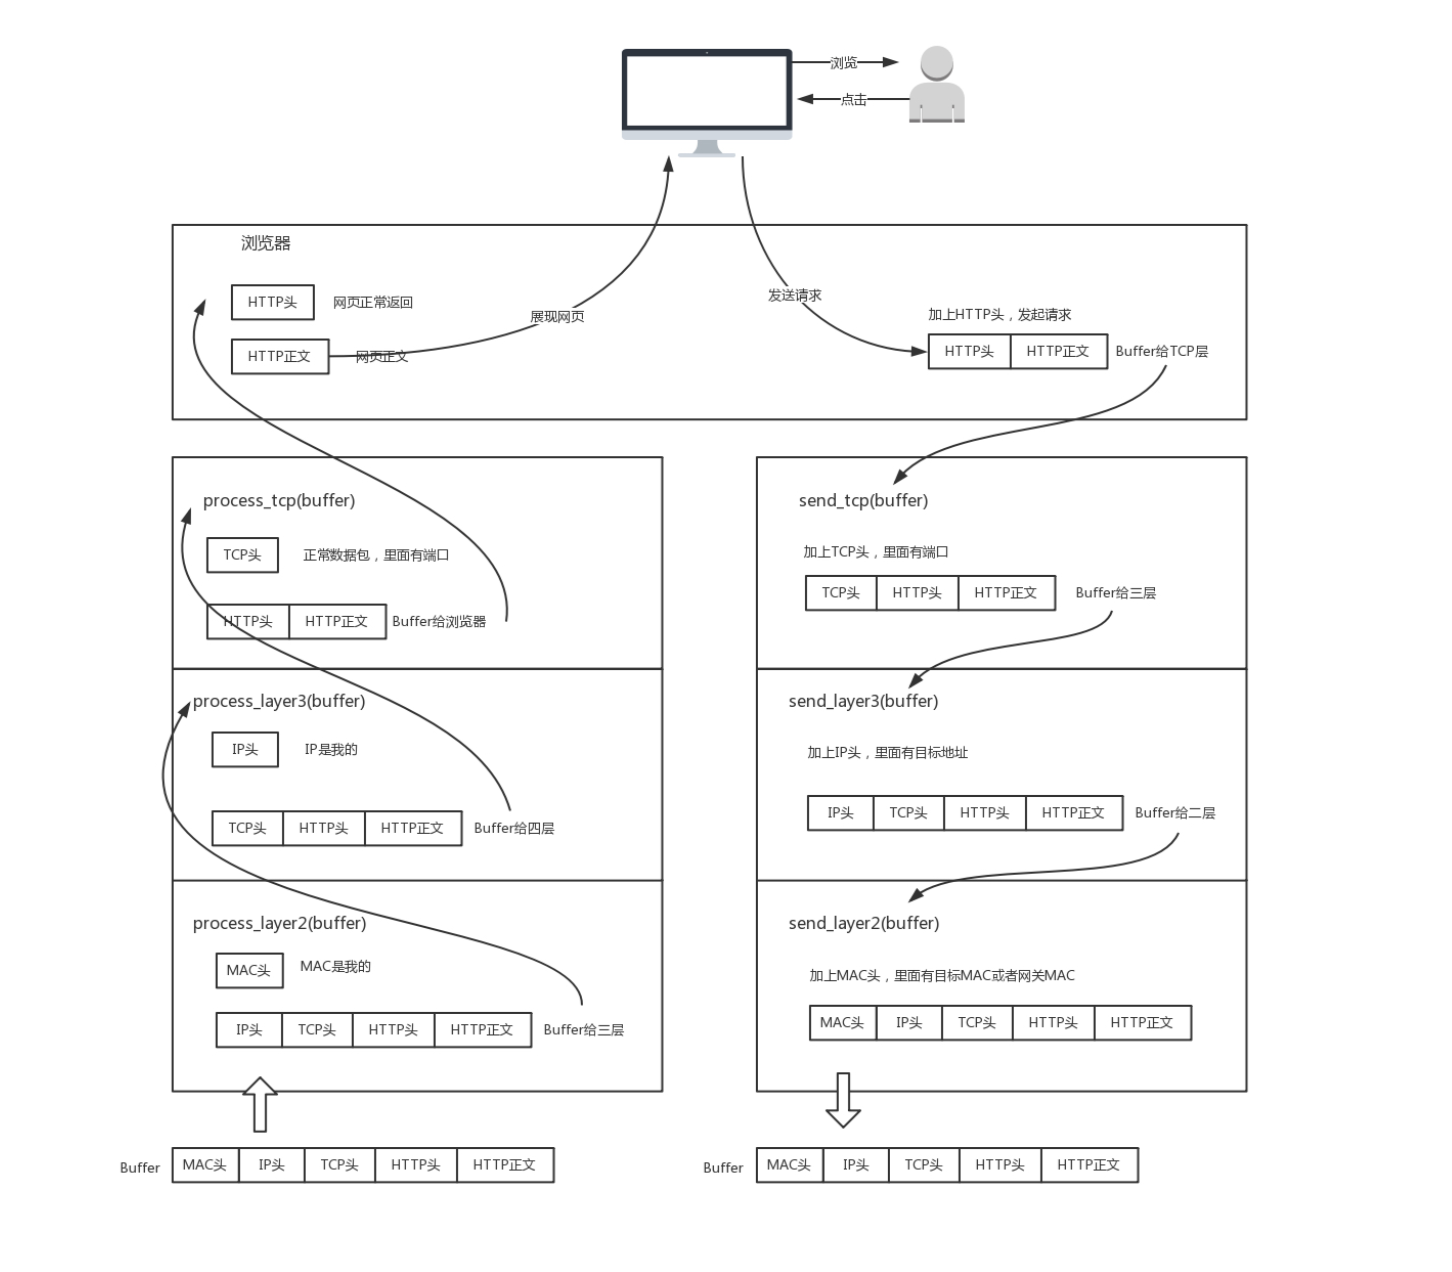 浏览
点击
浏览器
HTTP头 网页正常返回
HTTP正文 网页正文
展现网页
发送请求
加上HTTP头，发起请求
HTTP头 HTTP正文 Buffer给TCP层
process_tcp(buffer)
TCP头 正常数据包，里面有端口
HTTP头 HTTP正文 Buffer给浏览器
process_layer3(buffer)
IP头 IP是我的
TCP头 HTTP头 HTTP正文 Buffer给四层
process_layer2(buffer)
MAC头 MAC是我的
IP头 TCP头 HTTP头 HTTP正文 Buffer给三层
Buffer MAC头 IP头 TCP头 HTTP头 HTTP正文
send_tcp(buffer)
加上TCP头，里面有端口
TCP头 HTTP头 HTTP正文 Buffer给三层
send_layer3(buffer)
加上IP头，里面有目标地址
IP头 TCP头 HTTP头 HTTP正文 Buffer给二层
send_layer2(buffer)
加上MAC头，里面有目标MAC或者网关MAC
MAC头 IP头 TCP头 HTTP头 HTTP正文
Buffer MAC头 IP头 TCP头 HTTP头 HTTP正文